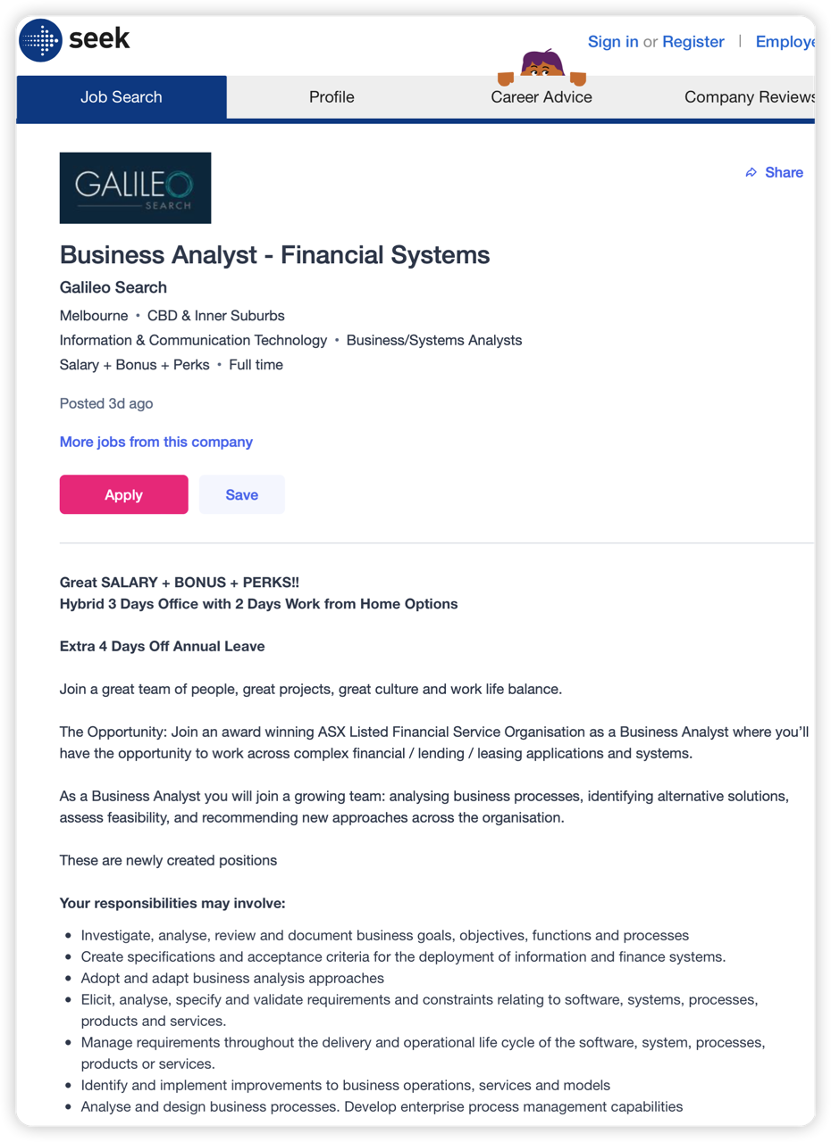 seek
Sign in or Register | Employe
Job Search Profile Career Advice Company Reviews
GALILEO
SEARCH
Share
Business Analyst - Financial Systems
Galileo Search
Melbourne • CBD & Inner Suburbs
Information & Communication Technology • Business/Systems Analysts
Salary + Bonus + Perks • Full time
Posted 3d ago
More jobs from this company
Apply Save
Great SALARY + BONUS + PERKS!!
Hybrid 3 Days Office with 2 Days Work from Home Options
Extra 4 Days Off Annual Leave
Join a great team of people, great projects, great culture and work life balance.
The Opportunity: Join an award winning ASX Listed Financial Service Organisation as a Business Analyst where you'll
have the opportunity to work across complex financial / lending / leasing applications and systems.
As a Business Analyst you will join a growing team: analysing business processes, identifying alternative solutions,
assess feasibility, and recommending new approaches across the organisation.
These are newly created positions
Your responsibilities may involve:
• Investigate, analyse, review and document business goals, objectives, functions and processes
• Create specifications and acceptance criteria for the deployment of information and finance systems.
• Adopt and adapt business analysis approaches
• Elicit, analyse, specify and validate requirements and constraints relating to software, systems, processes,
products and services.
• Manage requirements throughout the delivery and operational life cycle of the software, system, processes,
products or services.
• Identify and implement improvements to business operations, services and models
• Analyse and design business processes. Develop enterprise process management capabilities